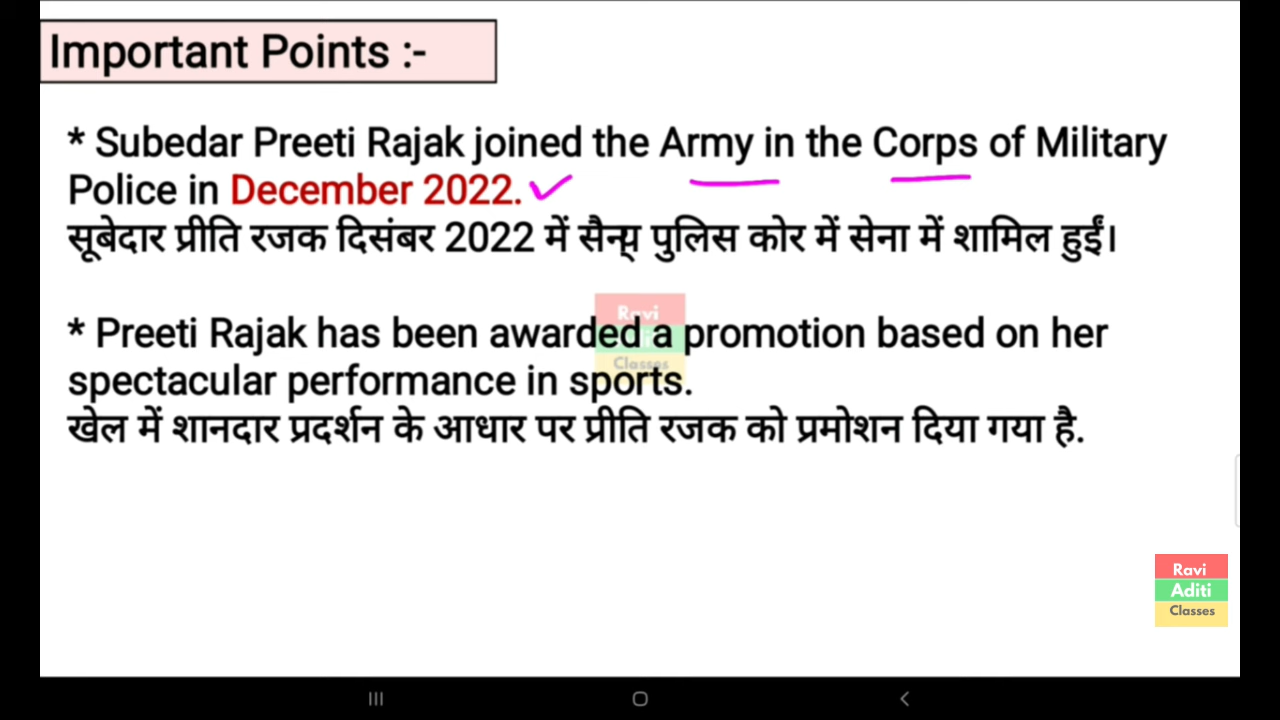 Important Points :-
* Subedar Preeti Rajak joined the Army in the Corps of Military
Police in December 2022.
सूबेदार प्रीति रजक दिसंबर 2022 में सैन्य पुलिस कोर में सेना में शामिल हुईं।
* Preeti Rajak has been awarded a promotion based on her
spectacular performance in sports.
खेल में शानदार प्रदर्शन के आधार पर प्रीति रजक को प्रमोशन दिया गया है.
Ravi
Classes
Ravi
Aditi
Classes